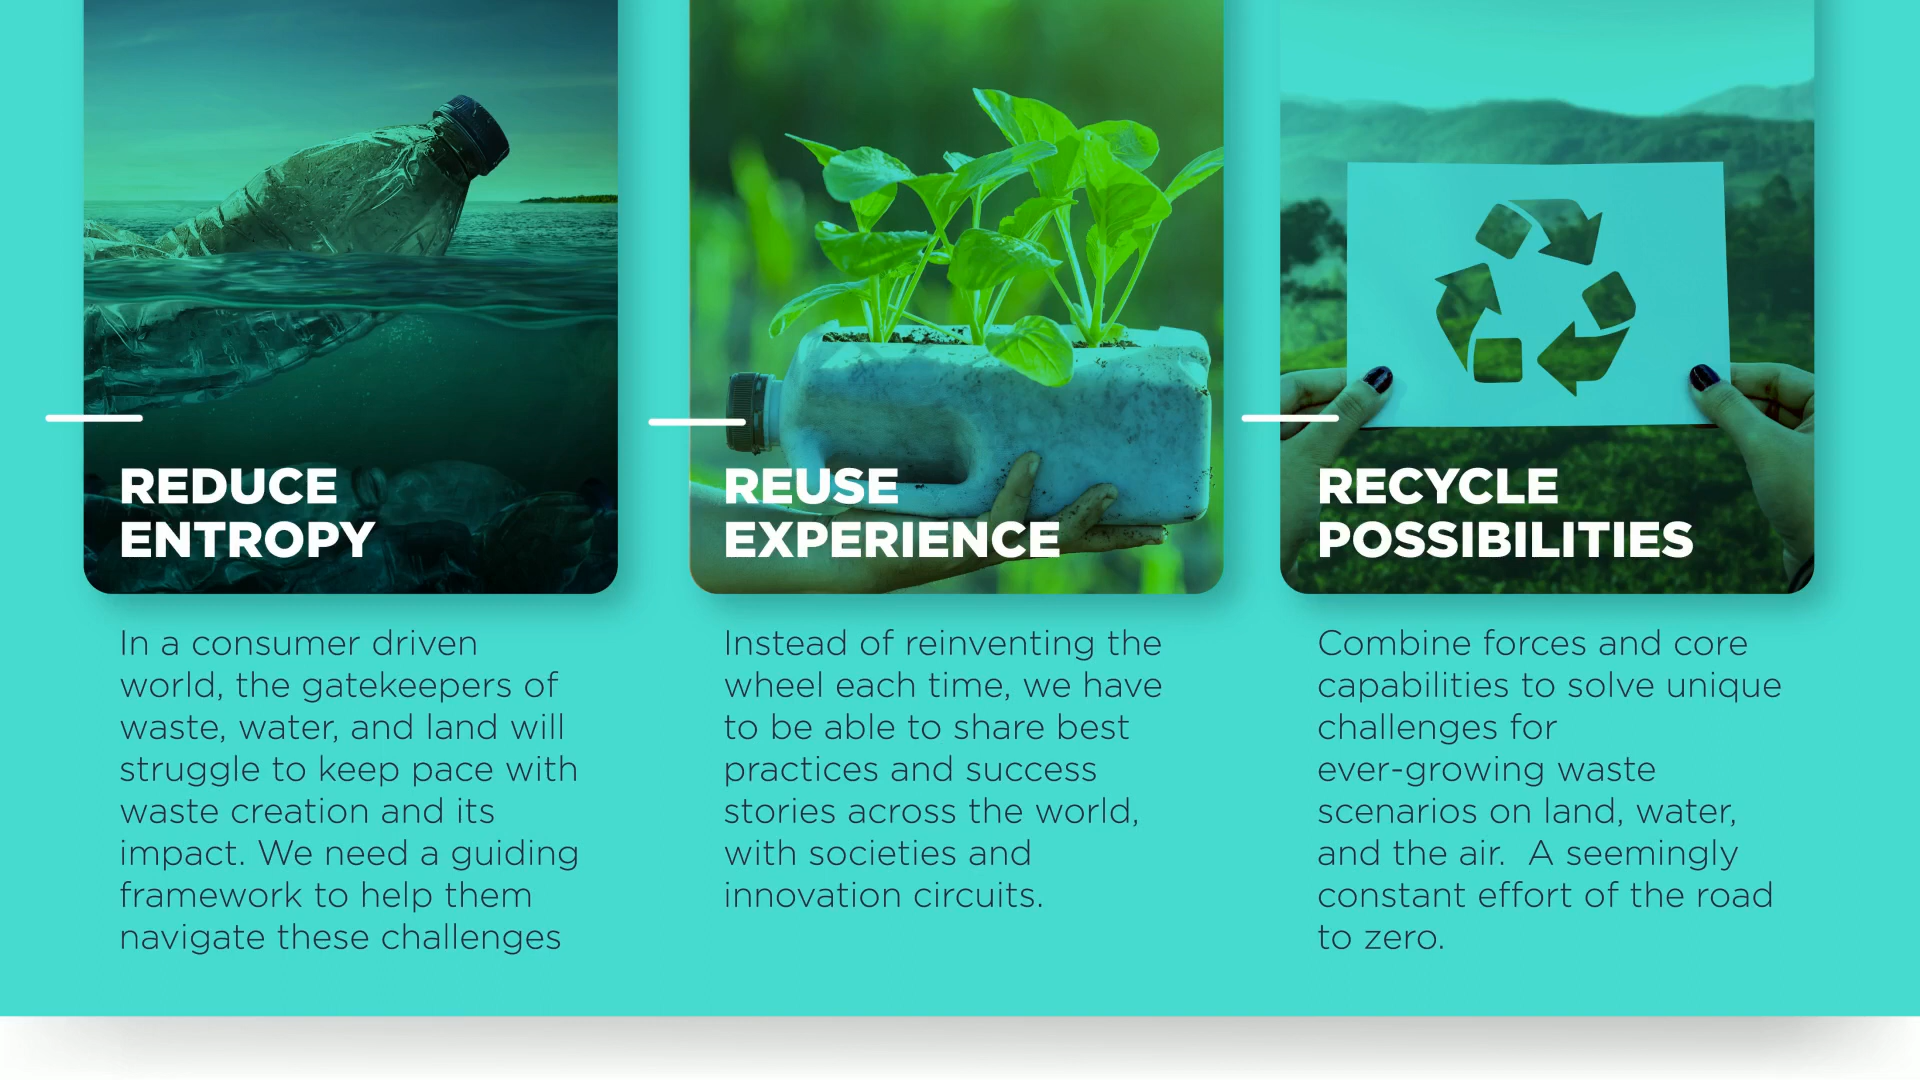 REDUCE
ENTROPY
In a consumer driven
world, the gatekeepers of
waste, water, and land will
struggle to keep pace with
waste creation and its
impact. We need a guiding
framework to help them
navigate these challenges
REUSE
EXPERIENCE
Instead of reinventing the
wheel each time, we have
to be able to share best
practices and success
stories across the world,
with societies and
innovation circuits.
RECYCLE
POSSIBILITIES
Combine forces and core
capabilities to solve unique
challenges for
ever-growing waste
scenarios on land, water,
and the air.  A seemingly
constant effort of the road
to zero.